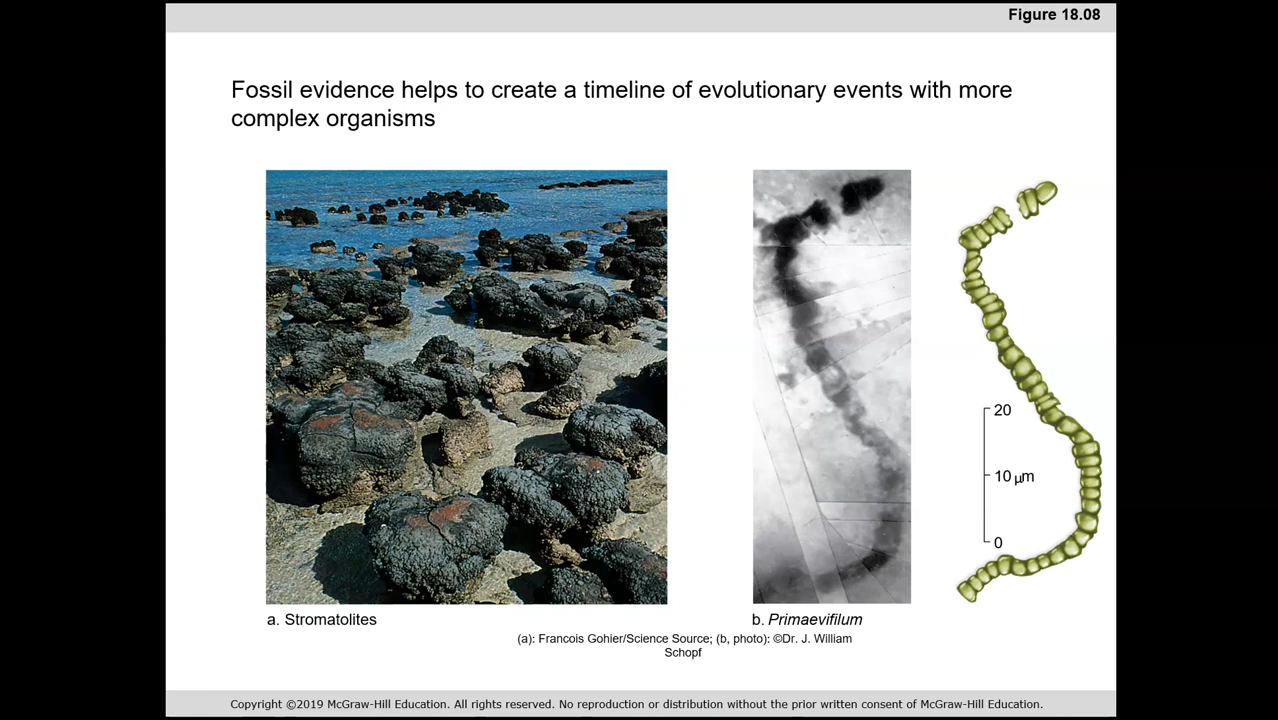 Figure 18.08
Fossil evidence helps to create a timeline of evolutionary events with more
complex organisms
20
10 μm
0
a. Stromatolites
b. Primaevifilum
(a): Francois Gohier/Science Source; (b, photo): ©Dr. J. William
Schopf
Copyright ©2019 McGraw-Hill Education. All rights reserved. No reproduction or distribution without the prior written consent of McGraw-Hill Education.